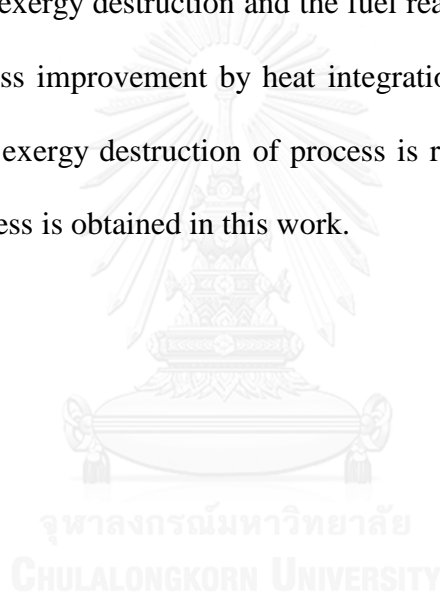 exergy destruction and the fuel rea
ss improvement by heat integratio
exergy destruction of process is r
ess is obtained in this work.
จุฬาลงกรณ์มหาวิทยาลัย
CHULALONGKORN UNIVERSITY